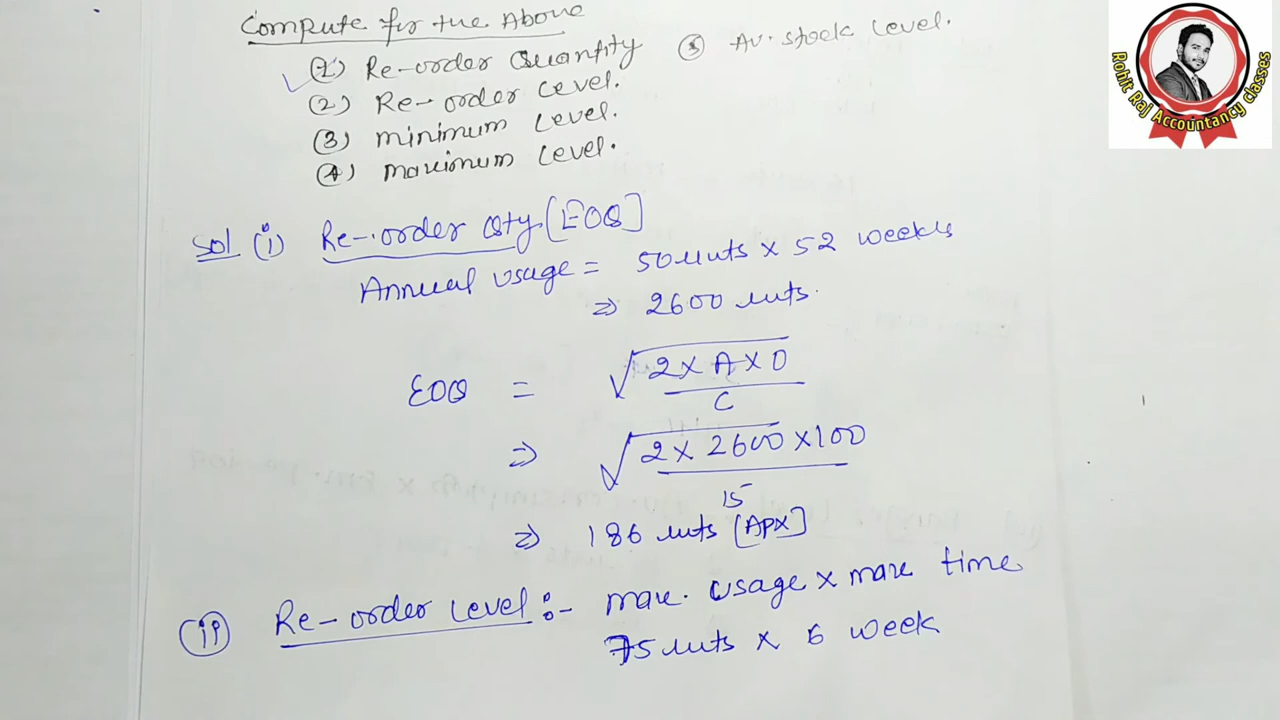 Compute for the Above
(1) Re-order Quantity (5) Av. stock Level.
(2) Re-order Level.
(3) minimum Level.
(4) maximum Level.
Sol (i) Re-order Qty [EOQ]
Annual usage = 50 units × 52 weeks
⇒ 2600 units.
EOQ = √2×A×O
C
⇒ √2×2600×100
15
⇒ 186 units [APX]
(ii) Re-order Level :- max. usage × max time
75 units × 6 week
Rohit Raj Accountancy classes